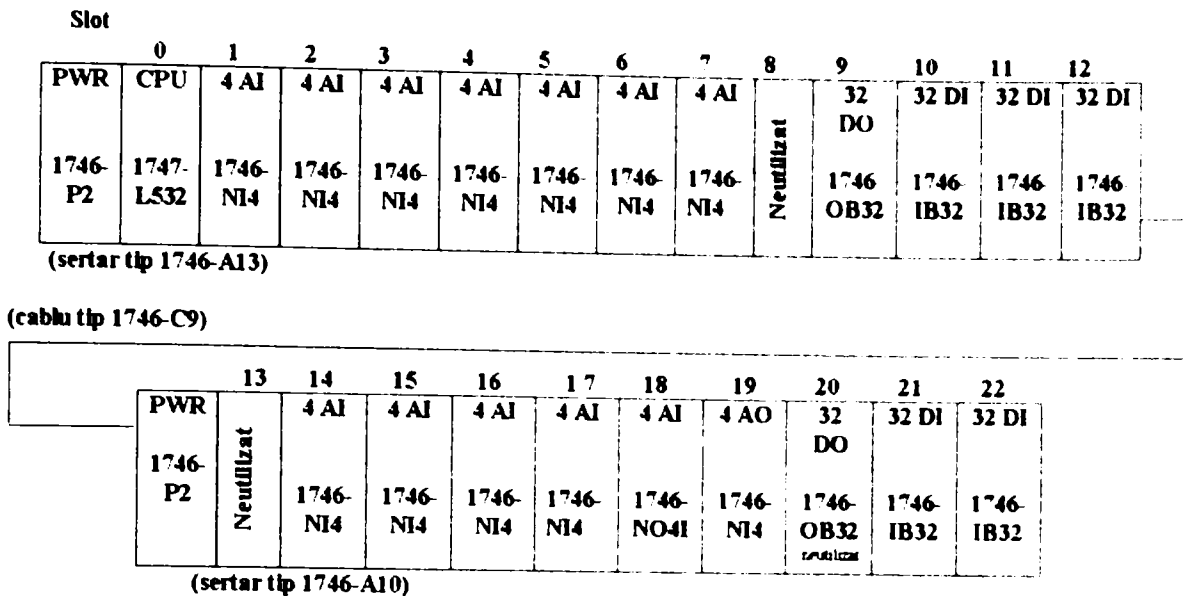 Slot
0 1 2 3 4 5 6 7 8 9 10 11 12
PWR CPU 4 AI 4 AI 4 AI 4 AI 4 AI 4 AI 4 AI Neutilizat 32 32 DI 32 DI 32 DI
DO
1746- 1747- 1746- 1746- 1746- 1746- 1746- 1746- 1746- 1746 1746- 1746 1746
P2 L532 NI4 NI4 NI4 NI4 NI4 NI4 NI4 OB32 IB32 IB32 IB32
(sertar tip 1746-A13)
(cablu tip 1746-C9)
13 14 15 16 17 18 19 20 21 22
PWR Neutilizat 4 AI 4 AI 4 AI 4 AI 4 AI 4 AO 32 32 DI 32 DI
DO
1746-
P2
1746- 1746- 1746- 1746- 1746- 1746- 1746- 1746- 1746-
NI4 NI4 NI4 NI4 NO4I NI4 OB32 IB32 IB32
neutilizat
(sertar tip 1746-A10)